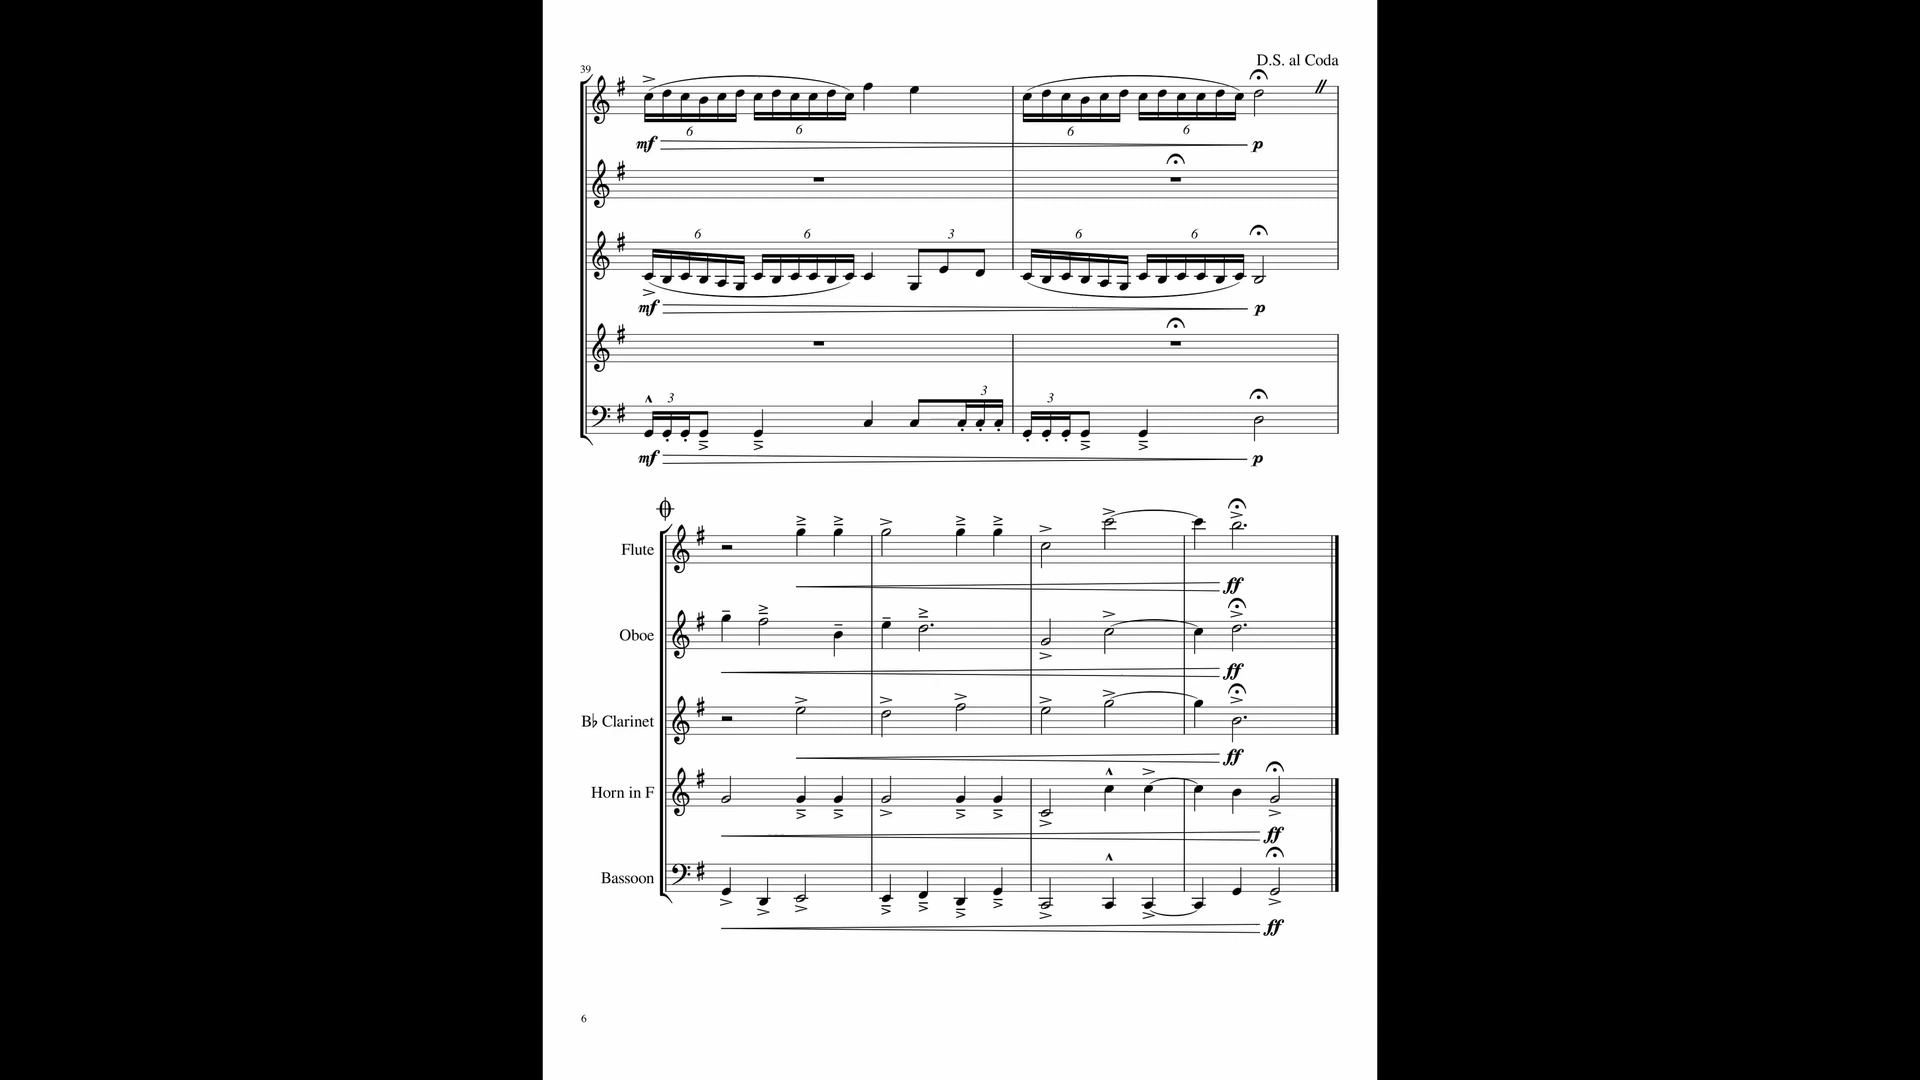 D.S. al Coda
39
6 6 6 6
mf p
6 6 3 6 6
mf p
3 3 3
mf p
Flute
ff
Oboe
ff
B♭ Clarinet
ff
Horn in F
ff
Bassoon
ff
6